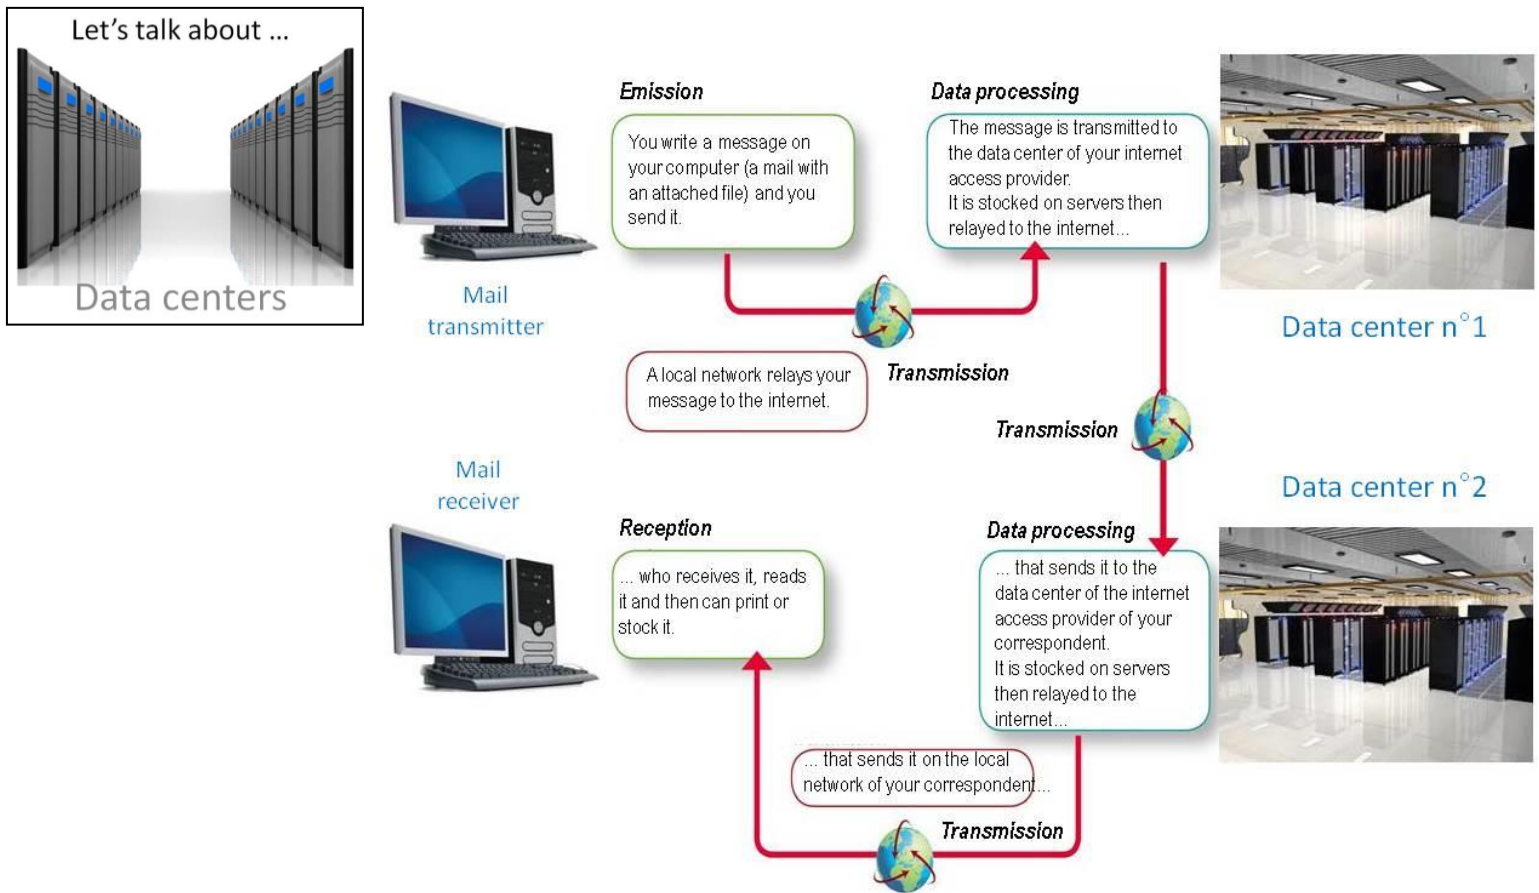 Let's talk about ...
Data centers
Emission
You write a message on
your computer (a mail with
an attached file) and you
send it.
Mail
transmitter
Data processing
The message is transmitted to
the data center of your internet
access provider.
It is stocked on servers then
relayed to the internet...
Data center n°1
A local network relays your
message to the internet.
Transmission
Transmission
Mail
receiver
Data center n°2
Data processing
... that sends it to the
data center of the internet
access provider of your
correspondent.
It is stocked on servers
then relayed to the
internet...
Reception
... who receives it, reads
it and then can print or
stock it.
... that sends it on the local
network of your correspondent...
Transmission